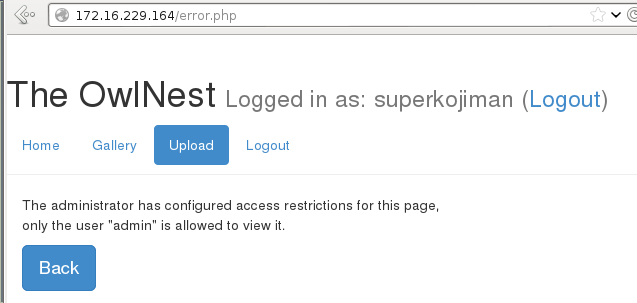 172.16.229.164/error.php
The OwlNest Logged in as: superkojiman (Logout)
Home Gallery Upload Logout
The administrator has configured access restrictions for this page,
only the user "admin" is allowed to view it.
Back